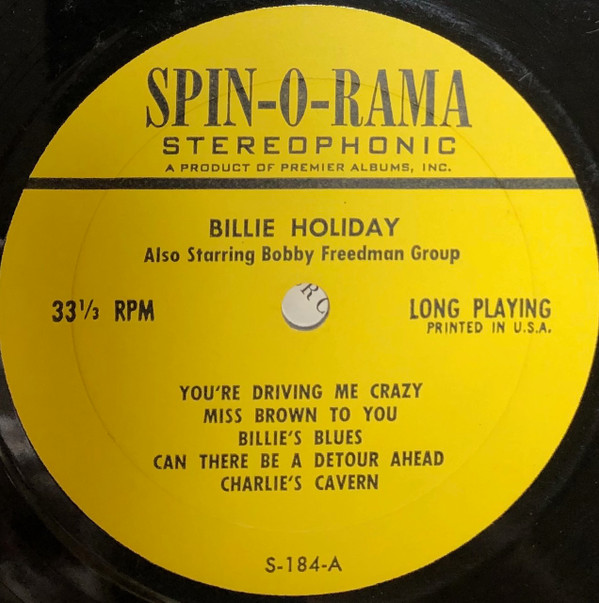 SPIN-O-RAMA
STEREOPHONIC
A PRODUCT OF PREMIER ALBUMS, INC.
BILLIE HOLIDAY
Also Starring Bobby Freedman Group
33 1/3 RPM
LONG PLAYING
PRINTED IN U.S.A.
YOU'RE DRIVING ME CRAZY
MISS BROWN TO YOU
BILLIE'S BLUES
CAN THERE BE A DETOUR AHEAD
CHARLIE'S CAVERN
S-184-A